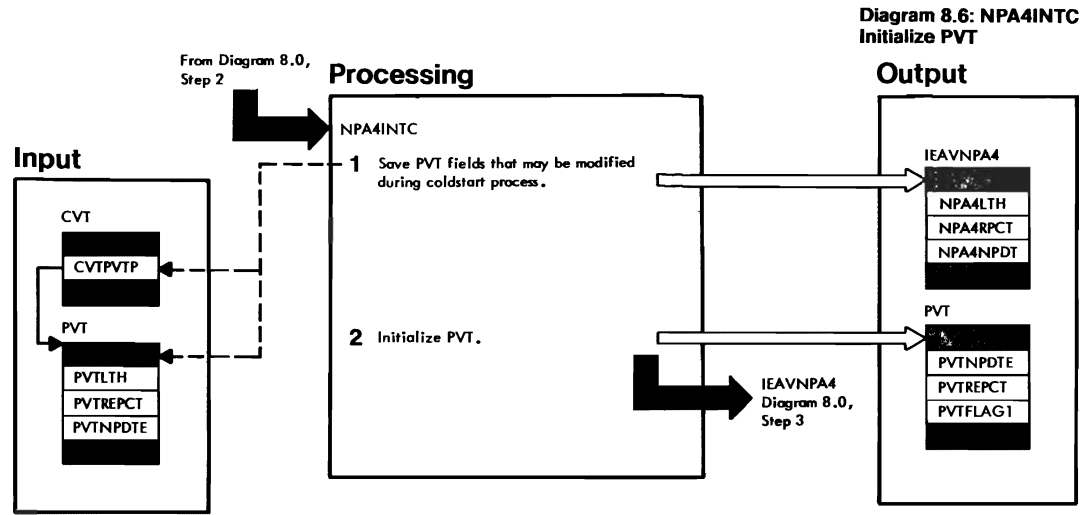 Diagram 8.6: NPA4INTC
Initialize PVT
From Diagram 8.0,
Step 2
Processing
Output
NPA4INTC
1 Save PVT fields that may be modified
during coldstart process.
Input
CVT
CVTPVTP
PVT
PVTLTH
PVTREPCT
PVTNPDTE
2 Initialize PVT.
IEAVNPA4
Diagram 8.0,
Step 3
IEAVNPA4
NPA4LTH
NPA4RPCT
NPA4NPDT
PVT
PVTNPDTE
PVTREPCT
PVTFLAG1